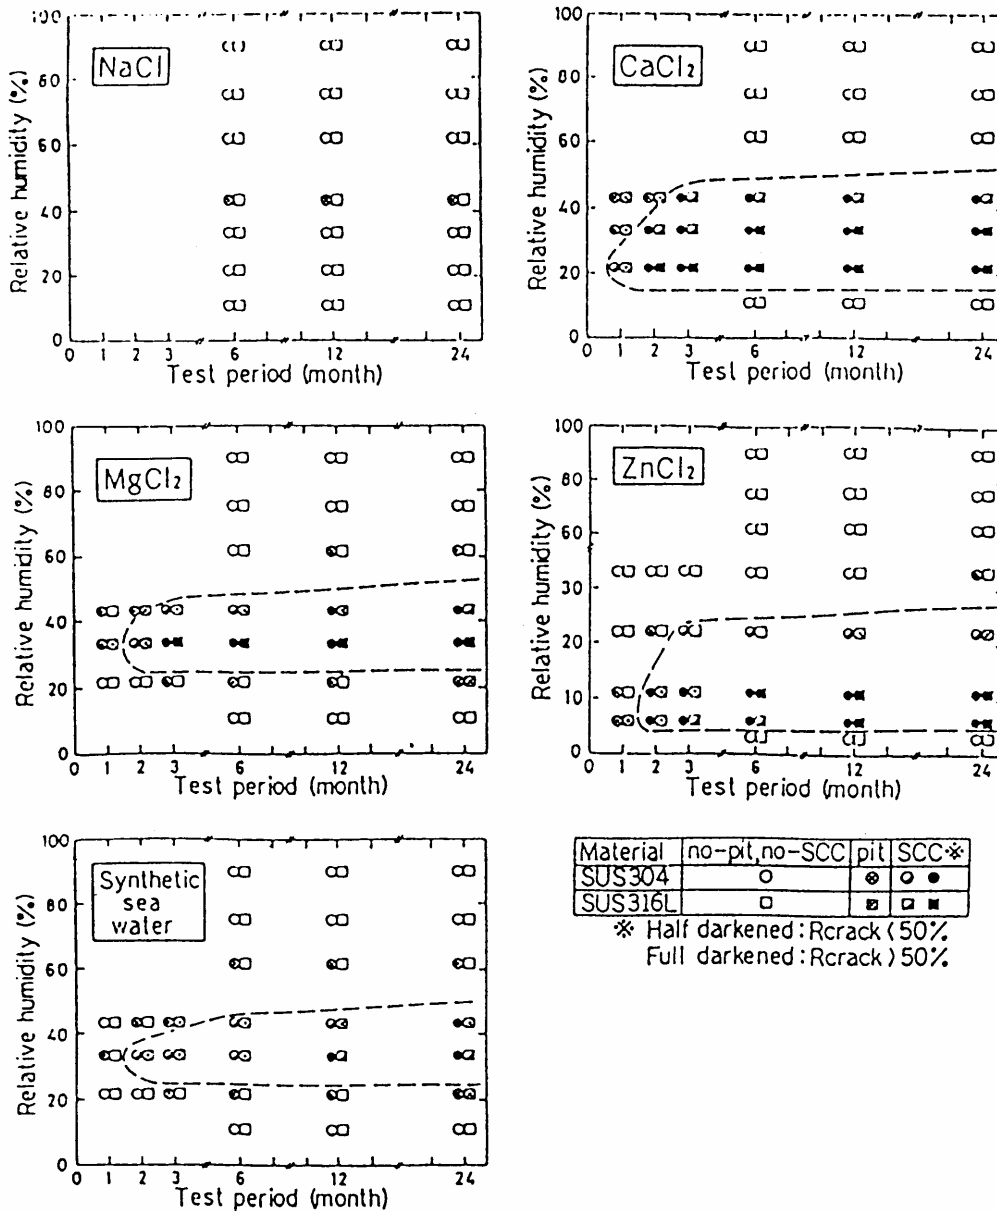 NaCl
Relative humidity (%)
100
80
60
40
20
0
0 1 2 3 6 12 24
Test period (month)
CaCl₂
Relative humidity (%)
100
80
60
40
20
0
0 1 2 3 6 12 24
Test period (month)
MgCl₂
Relative humidity (%)
100
80
60
40
20
0
0 1 2 3 6 12 24
Test period (month)
ZnCl₂
Relative humidity (%)
100
80
60
30
20
10
0
0 1 2 3 6 12 24
Test period (month)
Synthetic
sea
water
Relative humidity (%)
100
80
60
40
20
0
0 1 2 3 6 12 24
Test period (month)
Material no-pit,no-SCC pit SCC※
SUS304
SUS316L
※ Half darkened:Rcrack<50%
Full darkened:Rcrack>50%